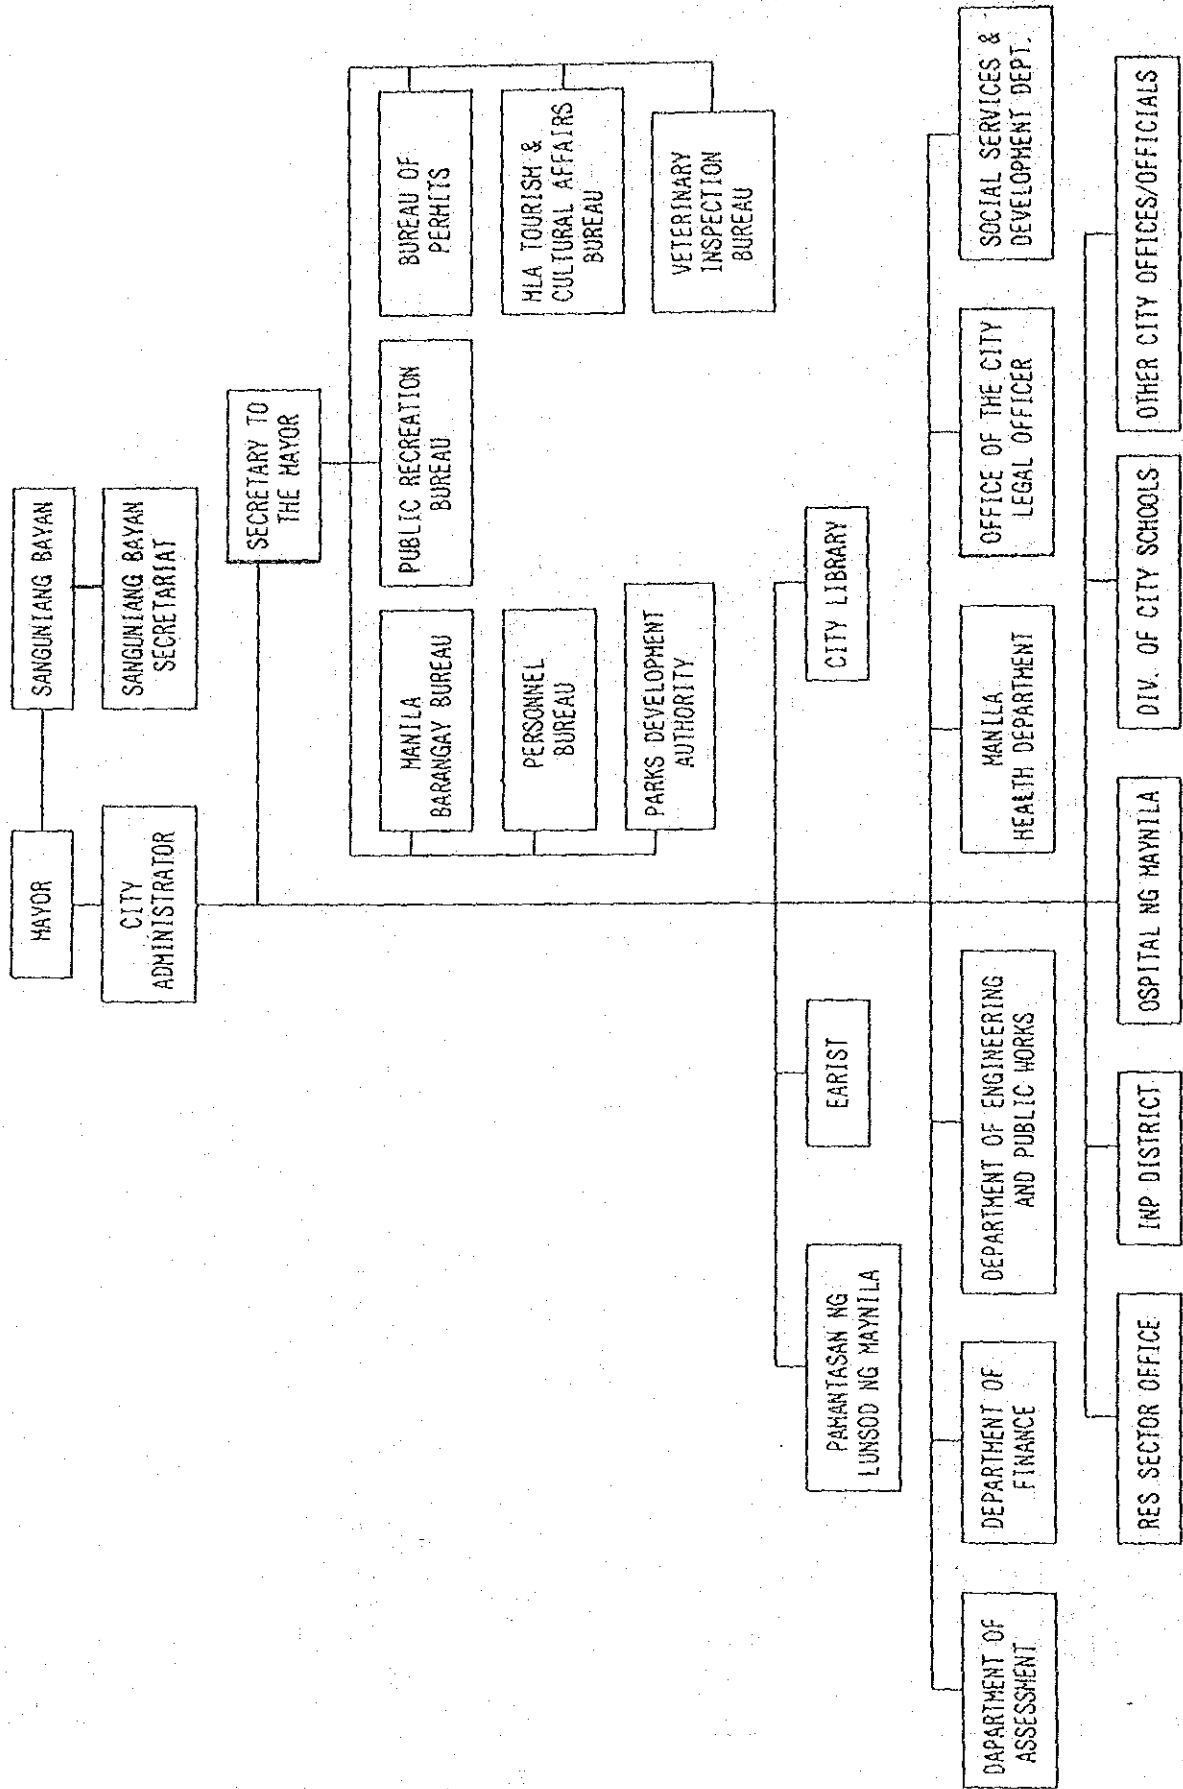 MAYOR
SANGUNIANG BAYAN
CITY
ADMINISTRATOR
SANGUNIANG BAYAN
SECRETARIAT
SECRETARY TO
THE MAYOR
MANILA
BARANGAY BUREAU
PUBLIC RECREATION
BUREAU
BUREAU OF
PERMITS
PERSONNEL
BUREAU
MLA TOURISM &
CULTURAL AFFAIRS
BUREAU
PARKS DEVELOPMENT
AUTHORITY
VETERINARY
INSPECTION
BUREAU
PAMANTASAN NG
LUNSOD NG MAYNILA
EARIST
CITY LIBRARY
DAPARTMENT OF
ASSESSMENT
DEPARTMENT OF
FINANCE
DEPARTMENT OF ENGINEERING
AND PUBLIC WORKS
MANILA
HEALTH DEPARTMENT
OFFICE OF THE CITY
LEGAL OFFICER
SOCIAL SERVICES &
DEVELOPMENT DEPT.
RES SECTOR OFFICE
INP DISTRICT
OSPITAL NG MAYNILA
DIV. OF CITY SCHOOLS
OTHER CITY OFFICES/OFFICIALS